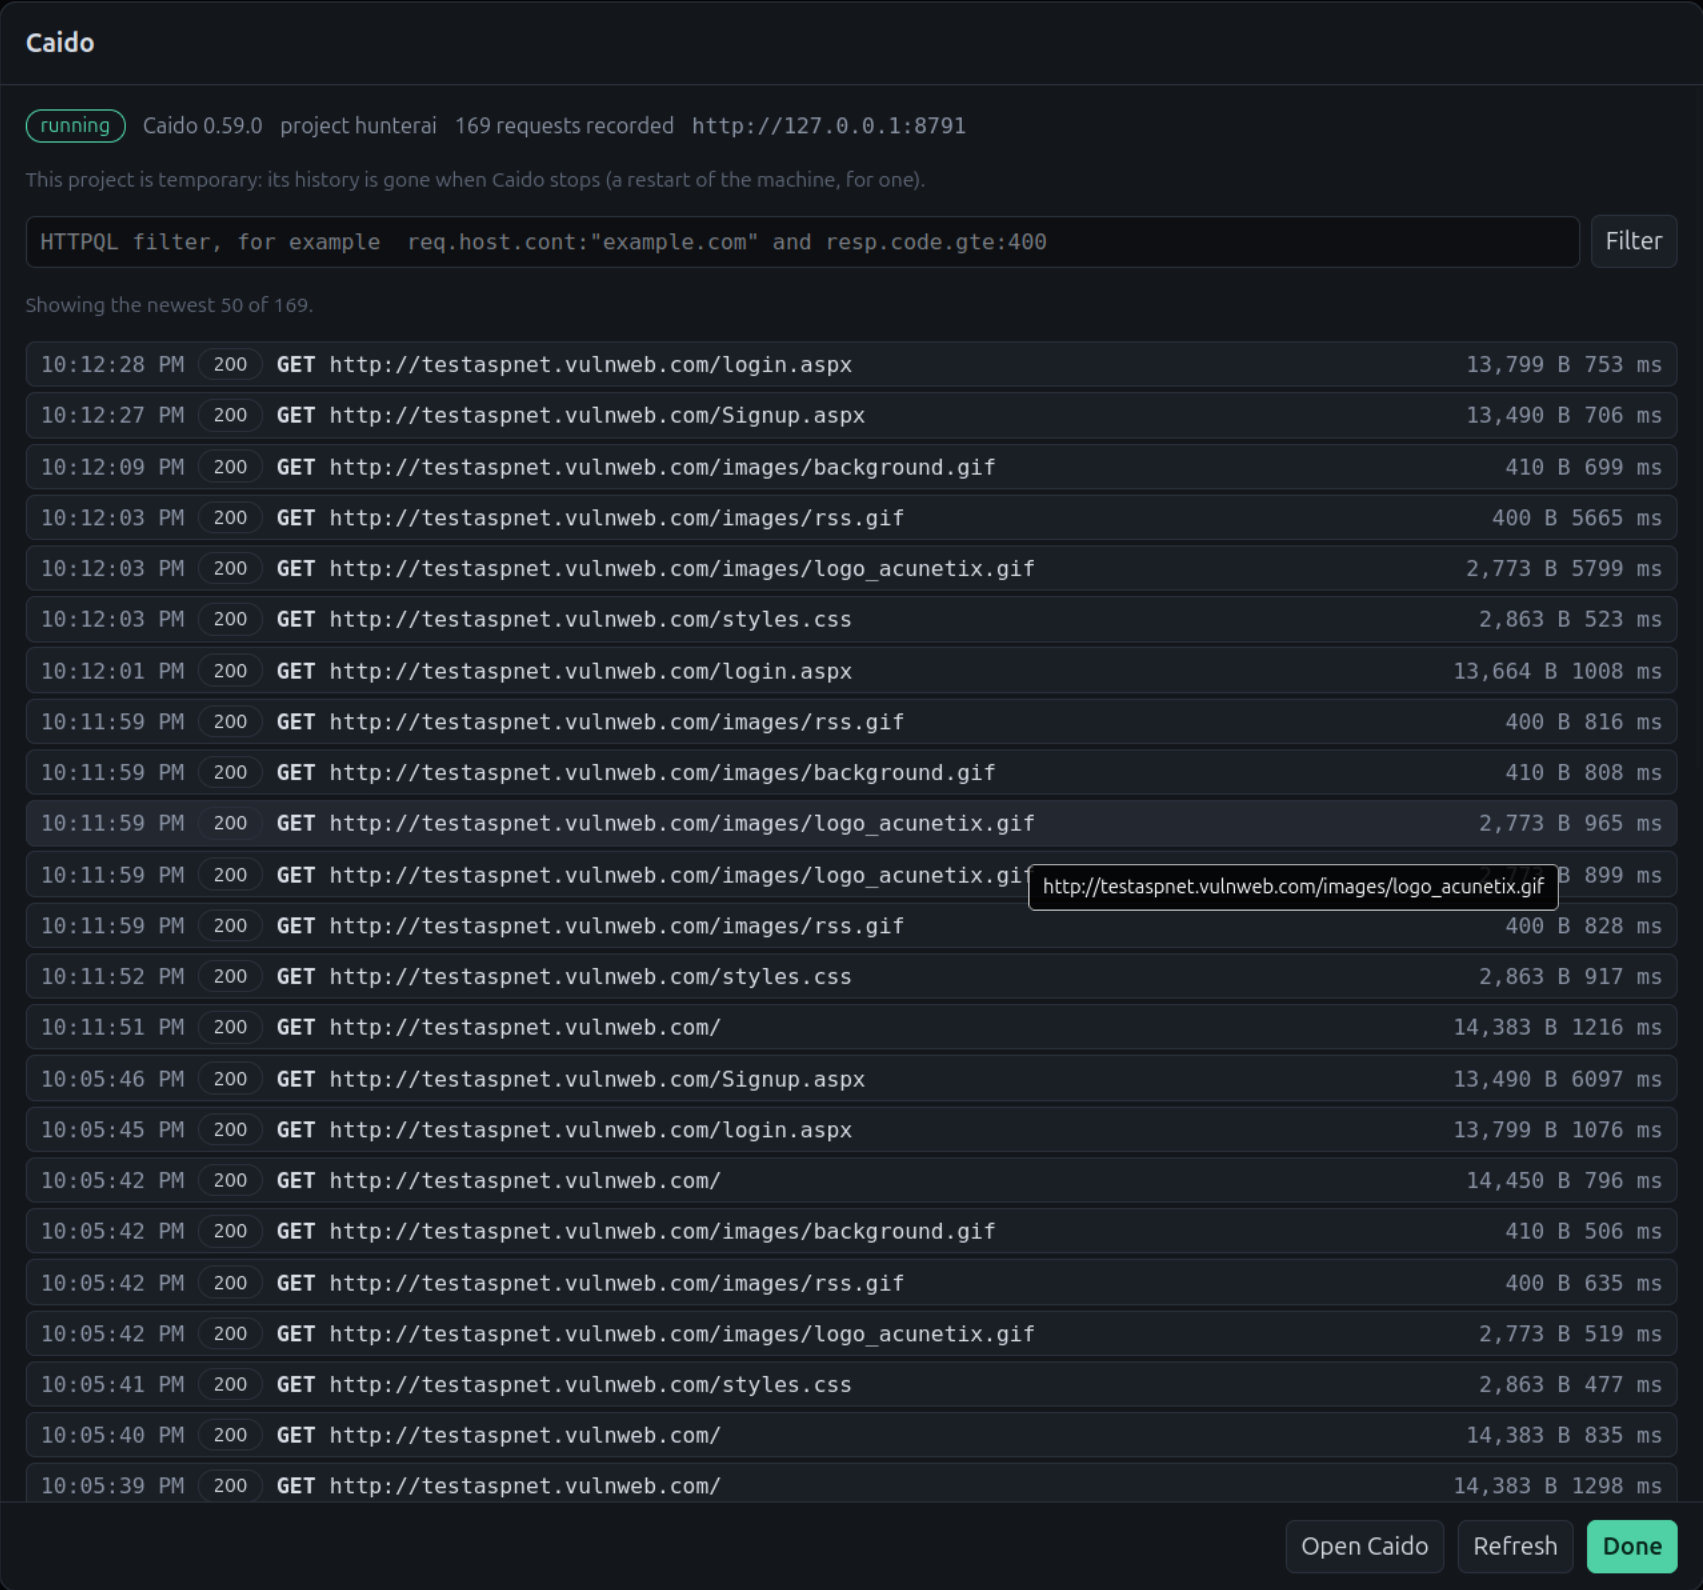 Caido
running Caido 0.59.0 project hunterai 169 requests recorded http://127.0.0.1:8791
This project is temporary: its history is gone when Caido stops (a restart of the machine, for one).
HTTPQL filter, for example req.host.cont:"example.com" and resp.code.gte:400 Filter
Showing the newest 50 of 169.
10:12:28 PM 200 GET http://testaspnet.vulnweb.com/login.aspx 13,799 B 753 ms
10:12:27 PM 200 GET http://testaspnet.vulnweb.com/Signup.aspx 13,490 B 706 ms
10:12:09 PM 200 GET http://testaspnet.vulnweb.com/images/background.gif 410 B 699 ms
10:12:03 PM 200 GET http://testaspnet.vulnweb.com/images/rss.gif 400 B 5665 ms
10:12:03 PM 200 GET http://testaspnet.vulnweb.com/images/logo_acunetix.gif 2,773 B 5799 ms
10:12:03 PM 200 GET http://testaspnet.vulnweb.com/styles.css 2,863 B 523 ms
10:12:01 PM 200 GET http://testaspnet.vulnweb.com/login.aspx 13,664 B 1008 ms
10:11:59 PM 200 GET http://testaspnet.vulnweb.com/images/rss.gif 400 B 816 ms
10:11:59 PM 200 GET http://testaspnet.vulnweb.com/images/background.gif 410 B 808 ms
10:11:59 PM 200 GET http://testaspnet.vulnweb.com/images/logo_acunetix.gif 2,773 B 965 ms
10:11:59 PM 200 GET http://testaspnet.vulnweb.com/images/logo_acunetix.gif 2,773 B 899 ms
http://testaspnet.vulnweb.com/images/logo_acunetix.gif
10:11:59 PM 200 GET http://testaspnet.vulnweb.com/images/rss.gif 400 B 828 ms
10:11:52 PM 200 GET http://testaspnet.vulnweb.com/styles.css 2,863 B 917 ms
10:11:51 PM 200 GET http://testaspnet.vulnweb.com/ 14,383 B 1216 ms
10:05:46 PM 200 GET http://testaspnet.vulnweb.com/Signup.aspx 13,490 B 6097 ms
10:05:45 PM 200 GET http://testaspnet.vulnweb.com/login.aspx 13,799 B 1076 ms
10:05:42 PM 200 GET http://testaspnet.vulnweb.com/ 14,450 B 796 ms
10:05:42 PM 200 GET http://testaspnet.vulnweb.com/images/background.gif 410 B 506 ms
10:05:42 PM 200 GET http://testaspnet.vulnweb.com/images/rss.gif 400 B 635 ms
10:05:42 PM 200 GET http://testaspnet.vulnweb.com/images/logo_acunetix.gif 2,773 B 519 ms
10:05:41 PM 200 GET http://testaspnet.vulnweb.com/styles.css 2,863 B 477 ms
10:05:40 PM 200 GET http://testaspnet.vulnweb.com/ 14,383 B 835 ms
10:05:39 PM 200 GET http://testaspnet.vulnweb.com/ 14,383 B 1298 ms
Open Caido Refresh Done